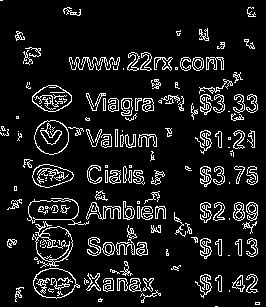 www.22rx.com
Viagra $3.33
Valium $1.21
Cialis $3.75
Ambien $2.89
Soma $1.13
Xanax $1.42